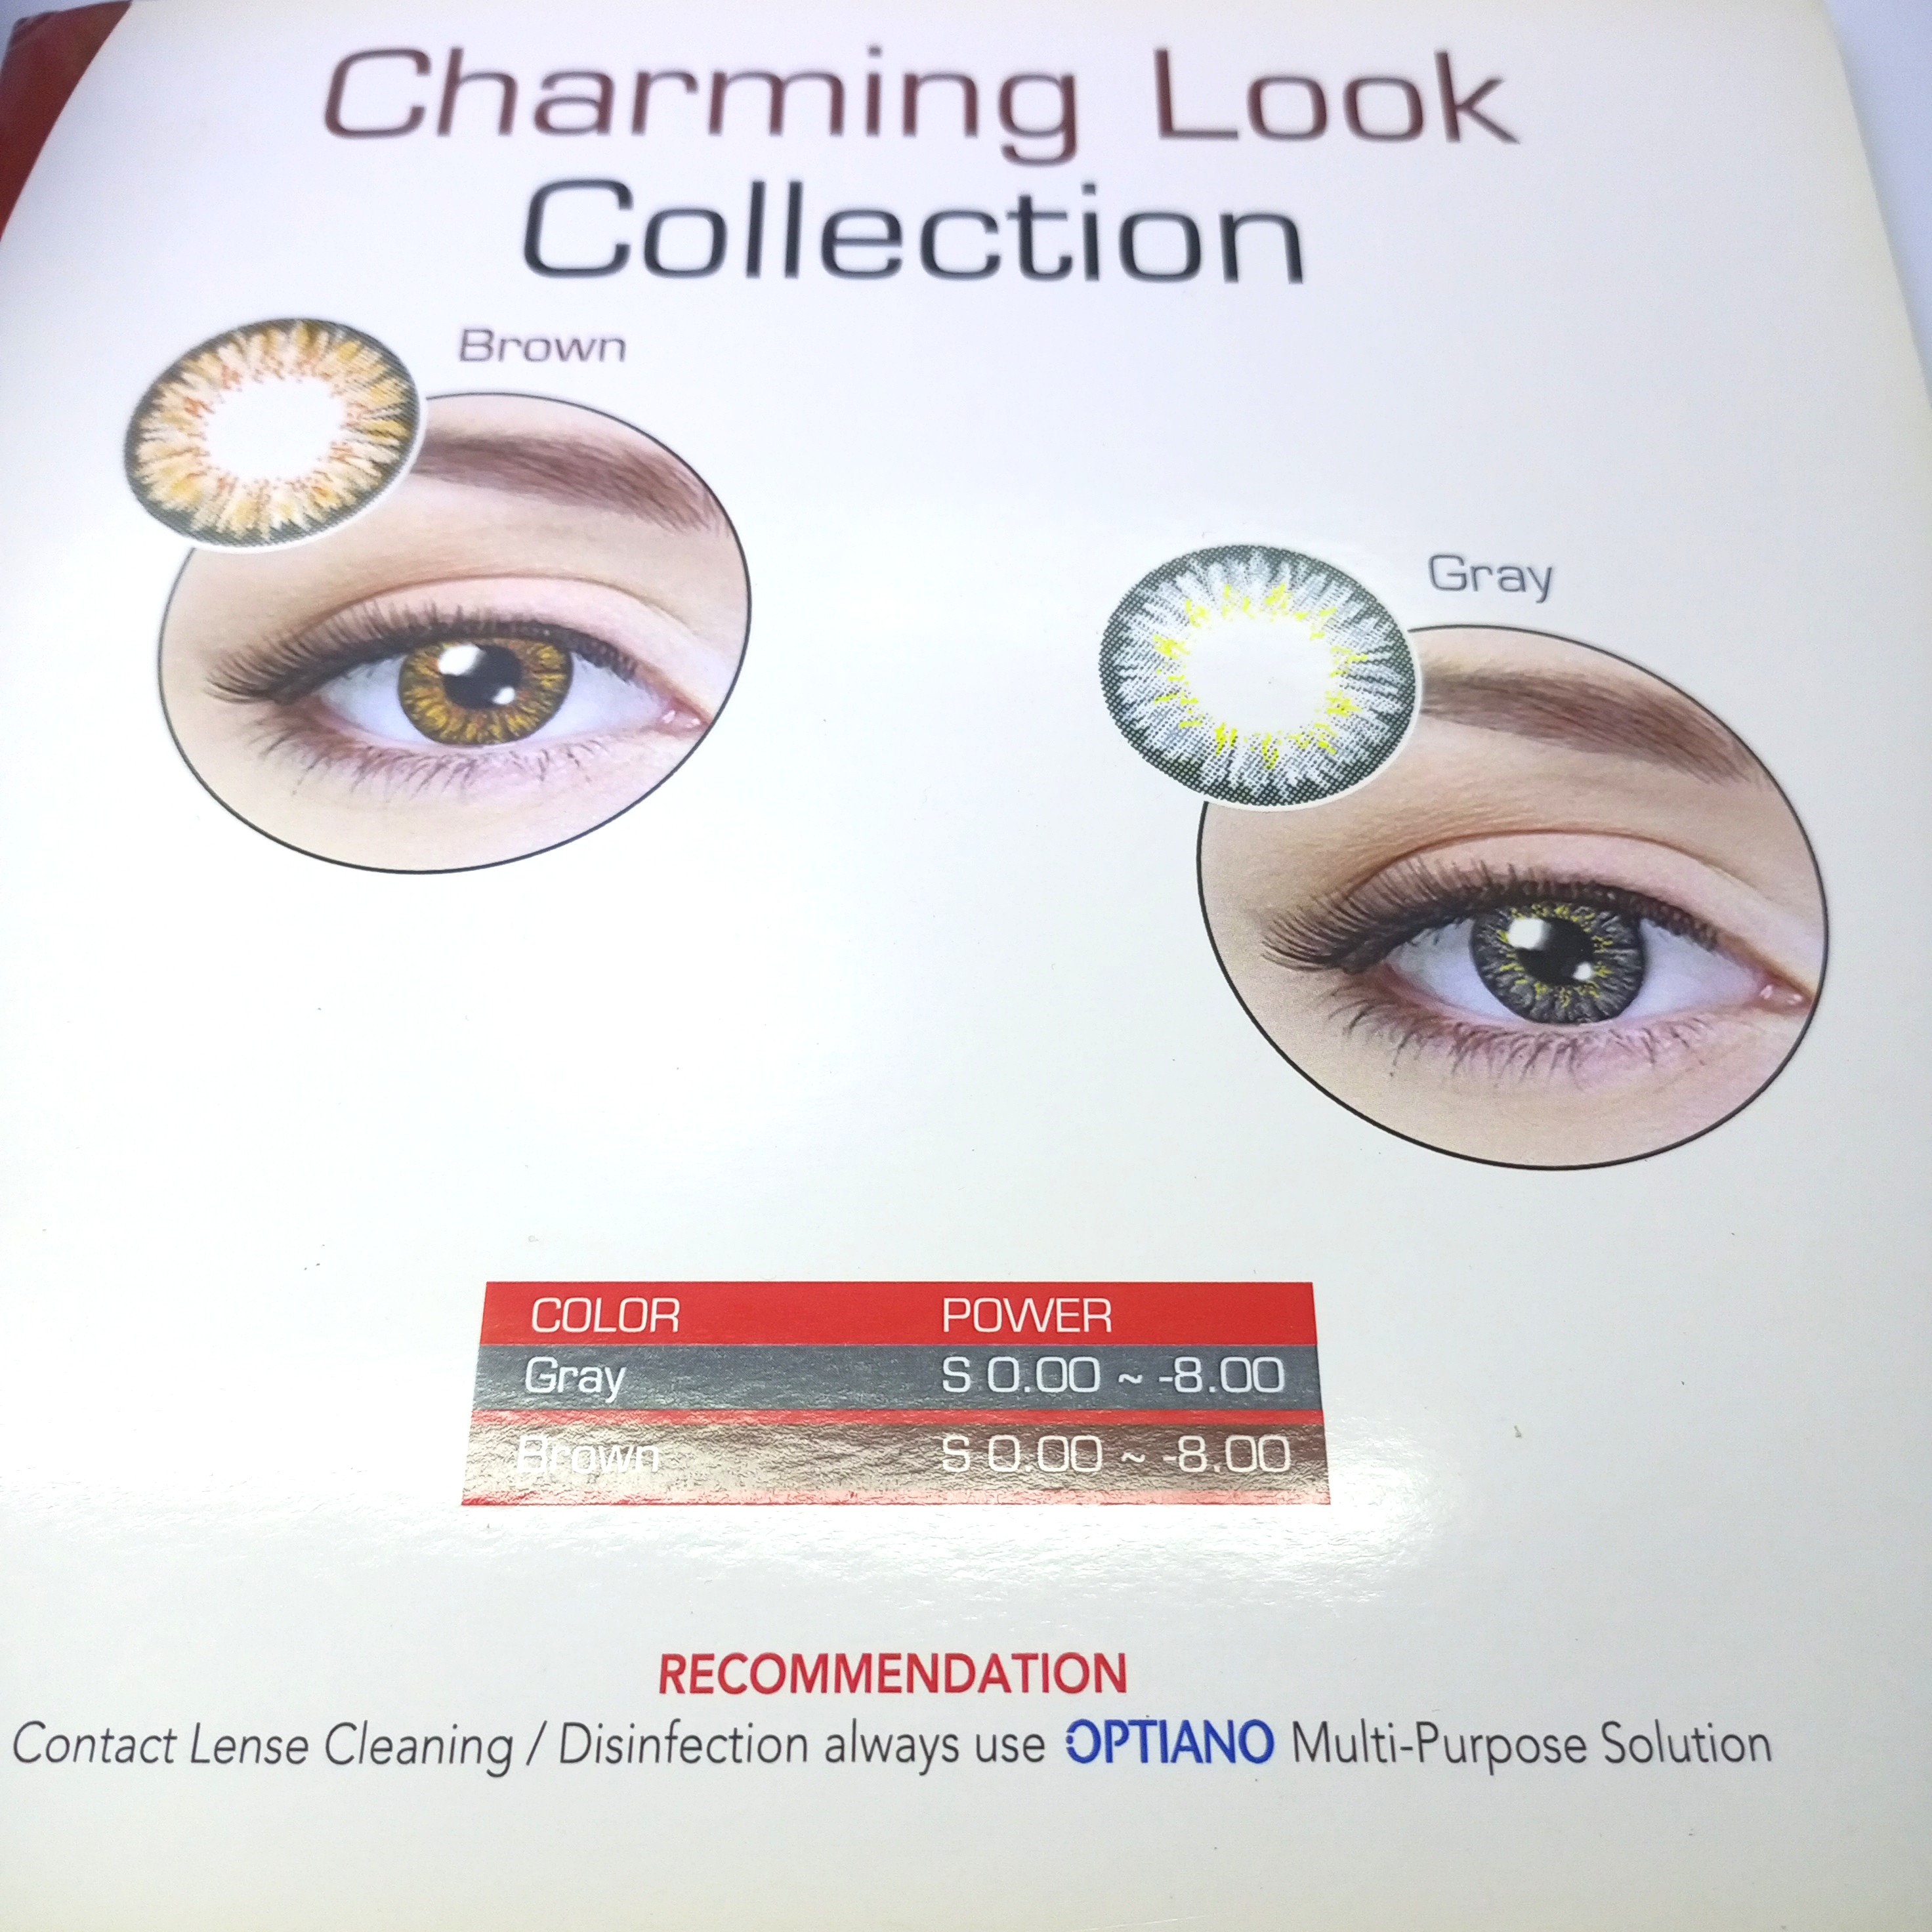 Charming Look
Collection
Brown
Gray
COLOR POWER
Gray S 0.00 ~ -8.00
Brown S 0.00 ~ -8.00
RECOMMENDATION
Contact Lense Cleaning / Disinfection always use OPTIANO Multi-Purpose Solution